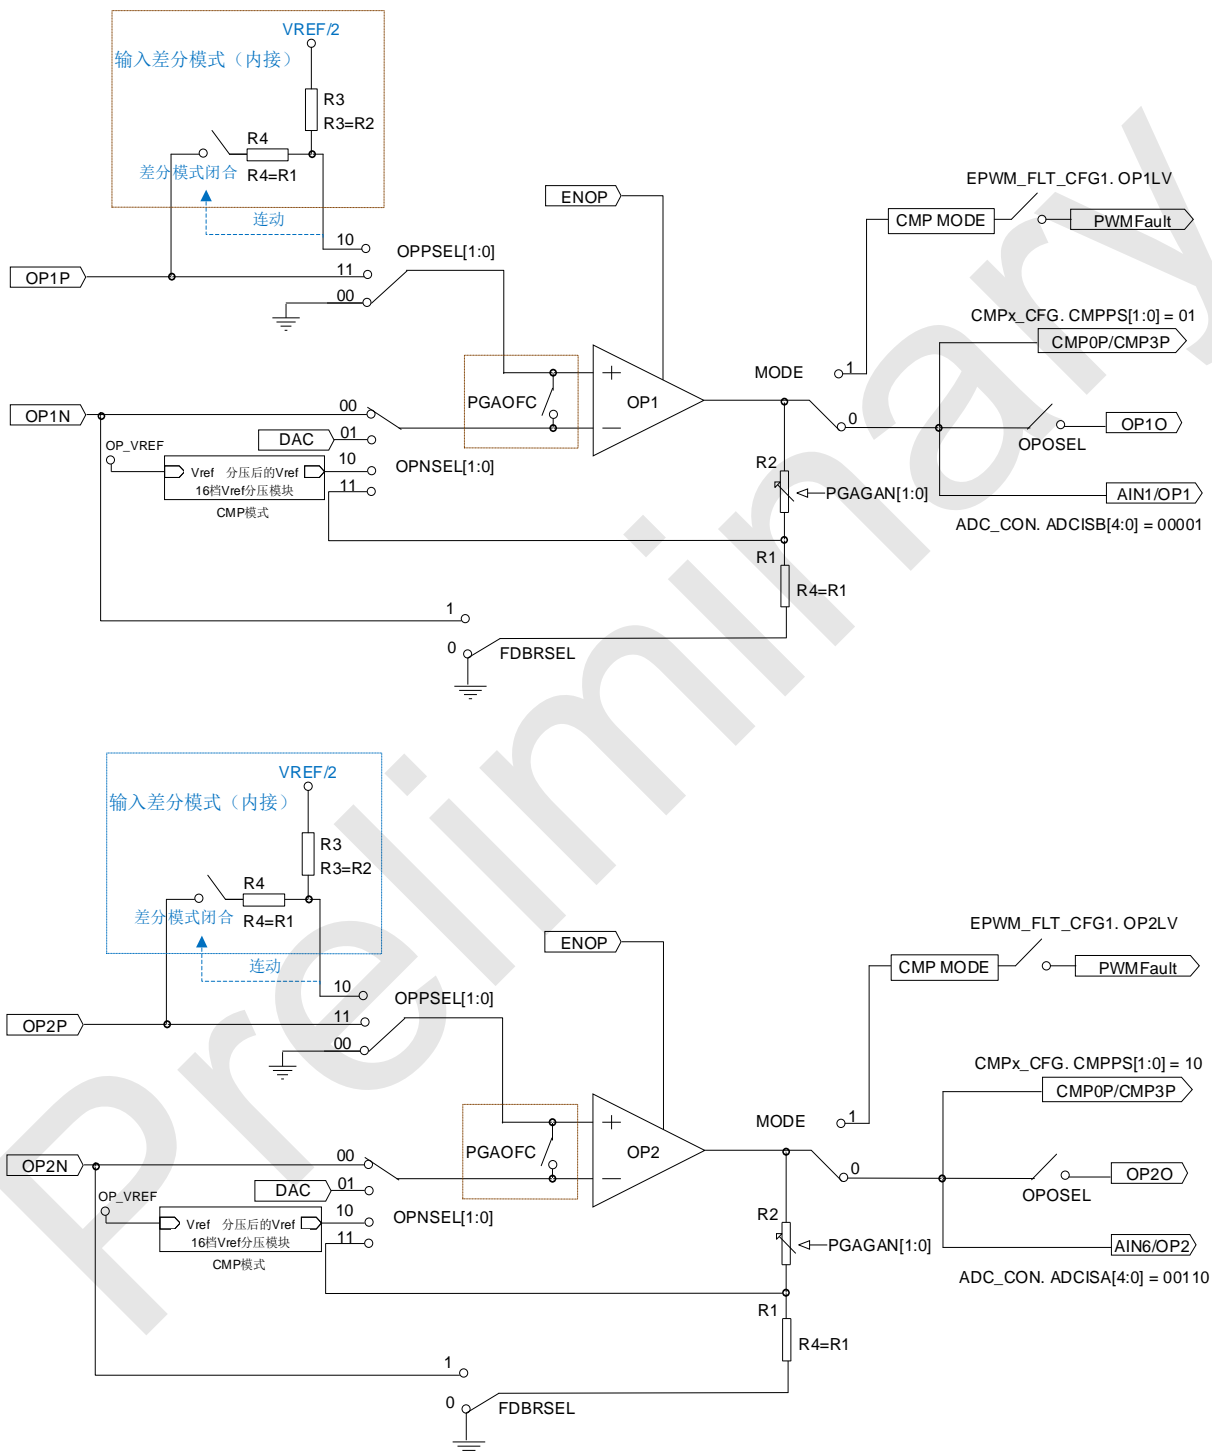 VREF/2
输入差分模式（内接）
R3
R3=R2
R4
差分模式闭合
R4=R1
连动
ENOP
EPWM_FLT_CFG1. OP1LV
CMP MODE
PWMFault
10
OPPSEL[1:0]
OP1P
11
00
CMPx_CFG. CMPPS[1:0] = 01
CMP0P/CMP3P
MODE
1
PGAOFC
OP1
OP1N
00
0
OP1O
DAC
01
OPOSEL
OP_VREF
10
OPNSEL[1:0]
R2
Vref 分压后的Vref
16档Vref分压模块
11
PGAGAN[1:0]
AIN1/OP1
CMP模式
ADC_CON. ADCISB[4:0] = 00001
R1
R4=R1
1
0
FDBRSEL
VREF/2
输入差分模式（内接）
R3
R3=R2
R4
差分模式闭合
R4=R1
连动
ENOP
EPWM_FLT_CFG1. OP2LV
CMP MODE
PWMFault
10
OPPSEL[1:0]
OP2P
11
00
CMPx_CFG. CMPPS[1:0] = 10
CMP0P/CMP3P
MODE
1
PGAOFC
OP2
OP2N
00
0
OP2O
DAC
01
OPOSEL
OP_VREF
10
OPNSEL[1:0]
R2
Vref 分压后的Vref
16档Vref分压模块
11
PGAGAN[1:0]
AIN6/OP2
CMP模式
ADC_CON. ADCISA[4:0] = 00110
R1
R4=R1
1
0
FDBRSEL
Preliminary